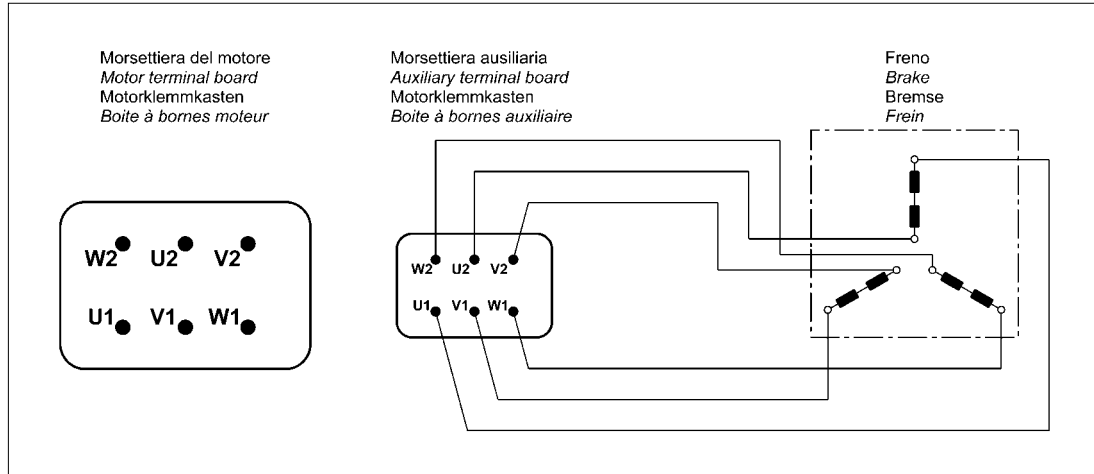 Morsettiera del motore
Motor terminal board
Motorklemmkasten
Boite à bornes moteur
Morsettiera ausiliaria
Auxiliary terminal board
Motorklemmkasten
Boite à bornes auxiliaire
Freno
Brake
Bremse
Frein
W2 U2 V2
U1 V1 W1
W2 U2 V2
U1 V1 W1